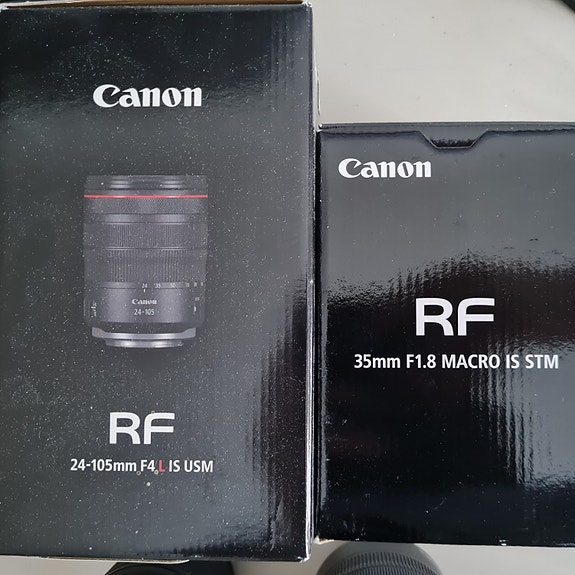 Canon
Canon
24-105
RF
24-105mm F4 L IS USM
Canon
RF
35mm F1.8 MACRO IS STM